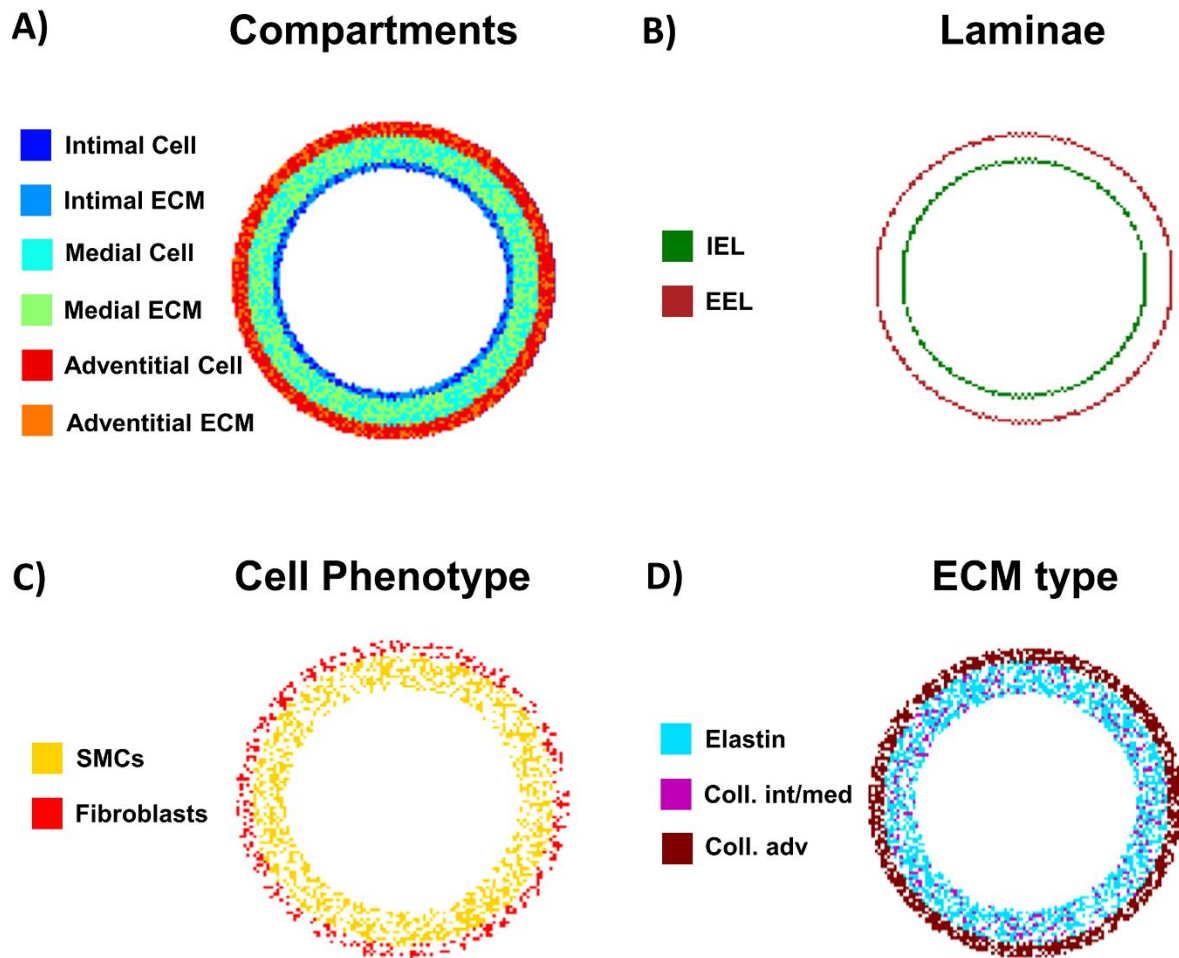 A)
Compartments
Intimal Cell
Intimal ECM
Medial Cell
Medial ECM
Adventitial Cell
Adventitial ECM
B)
Laminae
IEL
EEL
C)
Cell Phenotype
SMCs
Fibroblasts
D)
ECM type
Elastin
Coll. int/med
Coll. adv